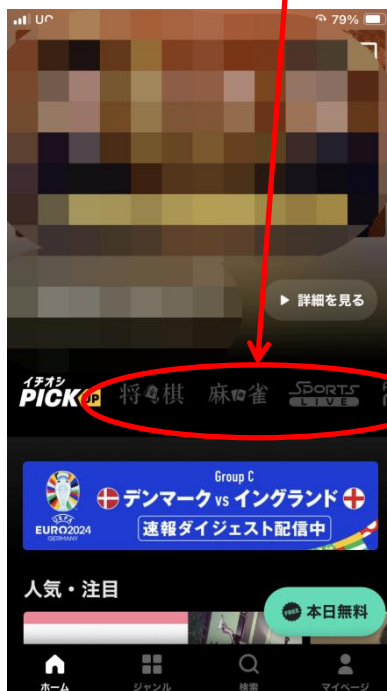 79%
詳細を見る
イチオシ
PICK UP
将棋
麻雀
SPORTS
LIVE
Group C
デンマーク vs イングランド
速報ダイジェスト配信中
UEFA
EURO2024
GERMANY
人気・注目
FREE 本日無料
ホーム
ジャンル
検索
マイページ